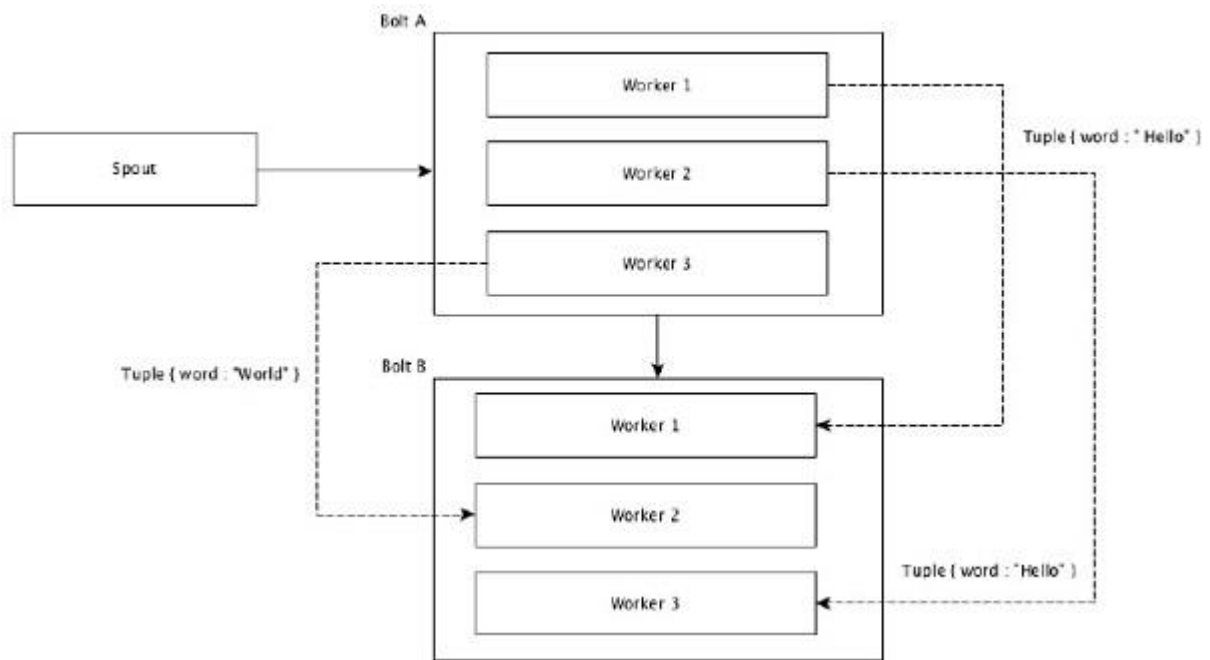 Bolt A
Worker 1
Tuple { word : " Hello" }
Spout
Worker 2
Worker 3
Tuple { word : "World" }
Bolt B
Worker 1
Worker 2
Tuple { word : "Hello" }
Worker 3